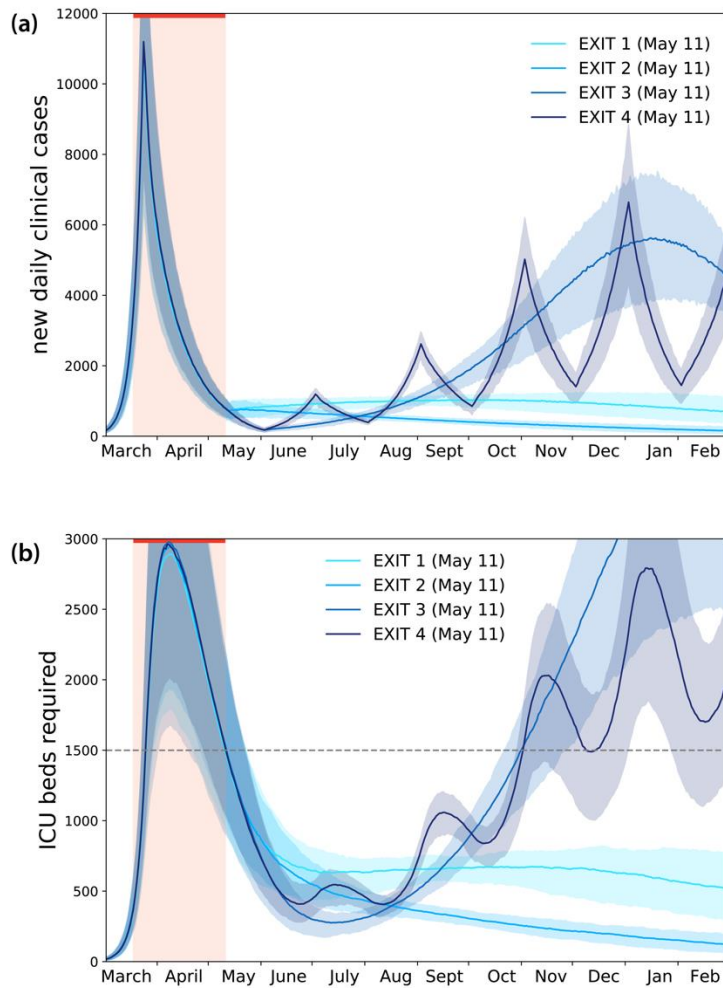 (a)
12000
10000
8000
6000
4000
2000
0
new daily clinical cases
EXIT 1 (May 11)
EXIT 2 (May 11)
EXIT 3 (May 11)
EXIT 4 (May 11)
March April May June July Aug Sept Oct Nov Dec Jan Feb
(b)
3000
2500
2000
1500
1000
500
0
ICU beds required
EXIT 1 (May 11)
EXIT 2 (May 11)
EXIT 3 (May 11)
EXIT 4 (May 11)
March April May June July Aug Sept Oct Nov Dec Jan Feb